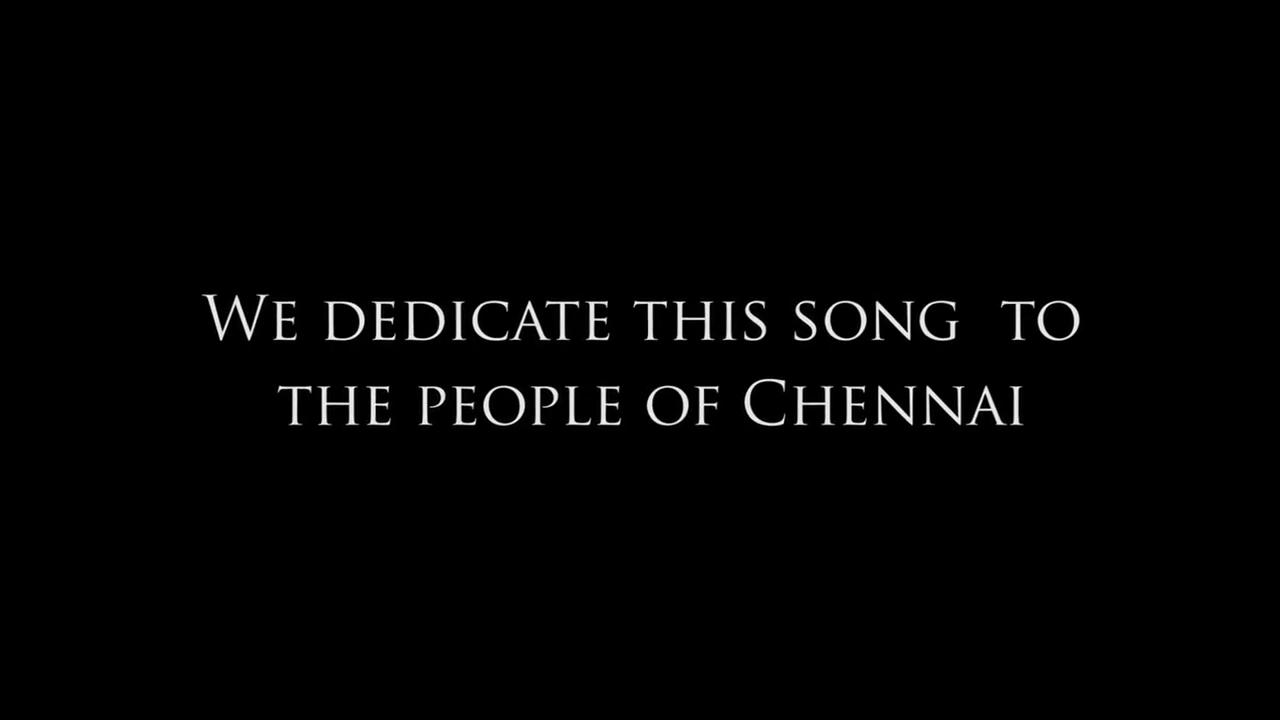 We dedicate this song  to
the people of Chennai